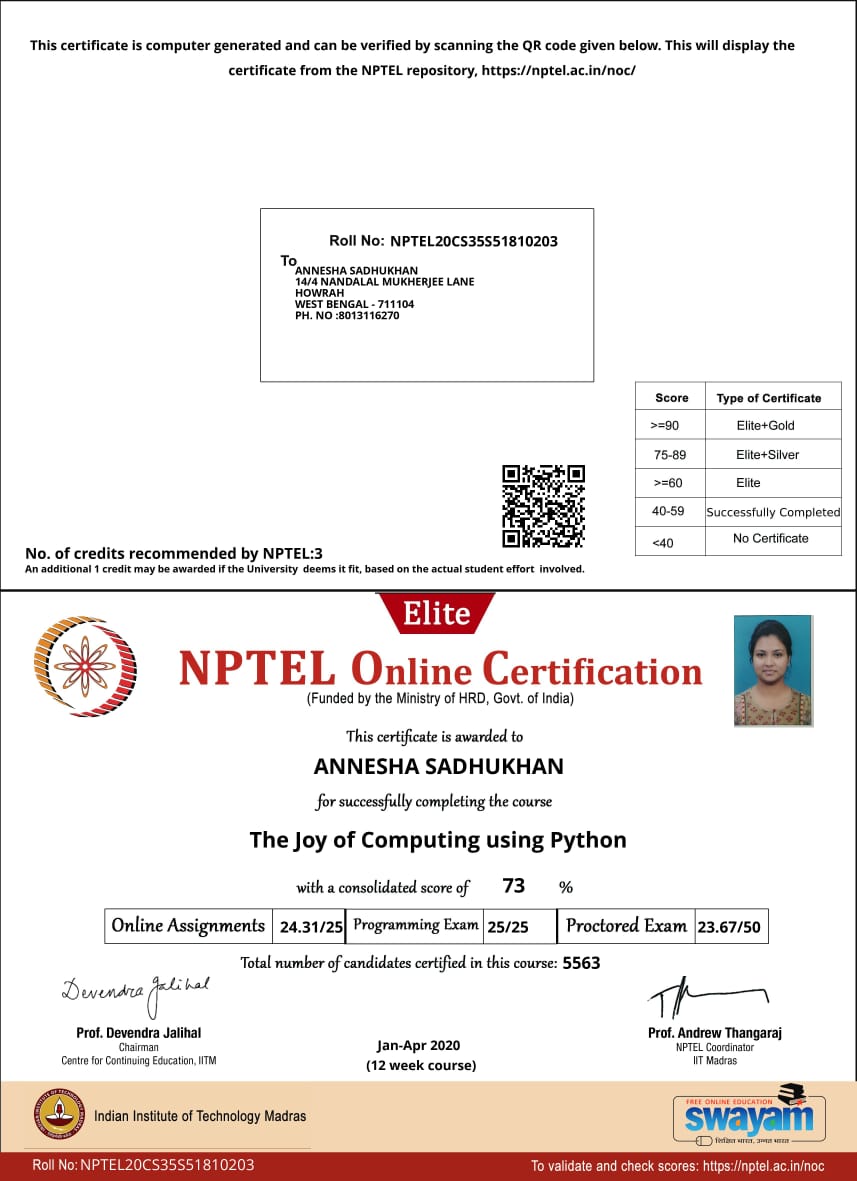 This certificate is computer generated and can be verified by scanning the QR code given below. This will display the
certificate from the NPTEL repository, https://nptel.ac.in/noc/
Roll No: NPTEL20CS35S51810203
To
ANNESHA SADHUKHAN
14/4 NANDALAL MUKHERJEE LANE
HOWRAH
WEST BENGAL - 711104
PH. NO :8013116270
Score Type of Certificate
>=90 Elite+Gold
75-89 Elite+Silver
>=60 Elite
40-59 Successfully Completed
<40 No Certificate
No. of credits recommended by NPTEL:3
An additional 1 credit may be awarded if the University deems it fit, based on the actual student effort involved.
Elite
NPTEL Online Certification
(Funded by the Ministry of HRD, Govt. of India)
This certificate is awarded to
ANNESHA SADHUKHAN
for successfully completing the course
The Joy of Computing using Python
with a consolidated score of 73 %
Online Assignments 24.31/25 Programming Exam 25/25 Proctored Exam 23.67/50
Total number of candidates certified in this course: 5563
Devendra Jalihal
Prof. Devendra Jalihal
Chairman
Centre for Continuing Education, IITM
Jan-Apr 2020
(12 week course)
Prof. Andrew Thangaraj
NPTEL Coordinator
IIT Madras
Indian Institute of Technology Madras
FREE ONLINE EDUCATION
swayam
शिक्षित भारत, उन्नत भारत
Roll No: NPTEL20CS35S51810203
To validate and check scores: https://nptel.ac.in/noc